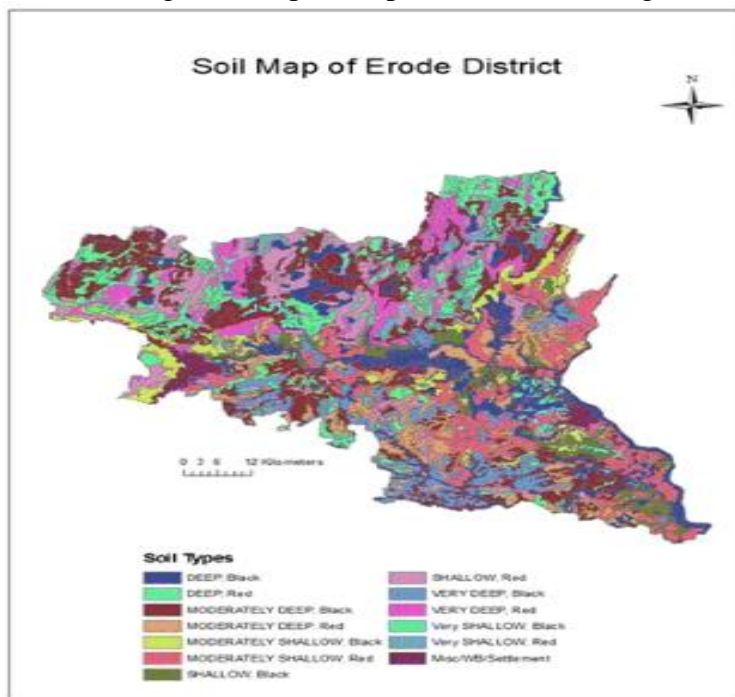 Soil Map of Erode District
N
0 3 6 12 Kilometers
Soil Types
DEEP, Black
DEEP, Red
MODERATELY DEEP, Black
MODERATELY DEEP, Red
MODERATELY SHALLOW, Black
MODERATELY SHALLOW, Red
SHALLOW, Black
SHALLOW, Red
VERY DEEP, Black
VERY DEEP, Red
Very SHALLOW, Black
Very SHALLOW, Red
Misc/WB/Settlement